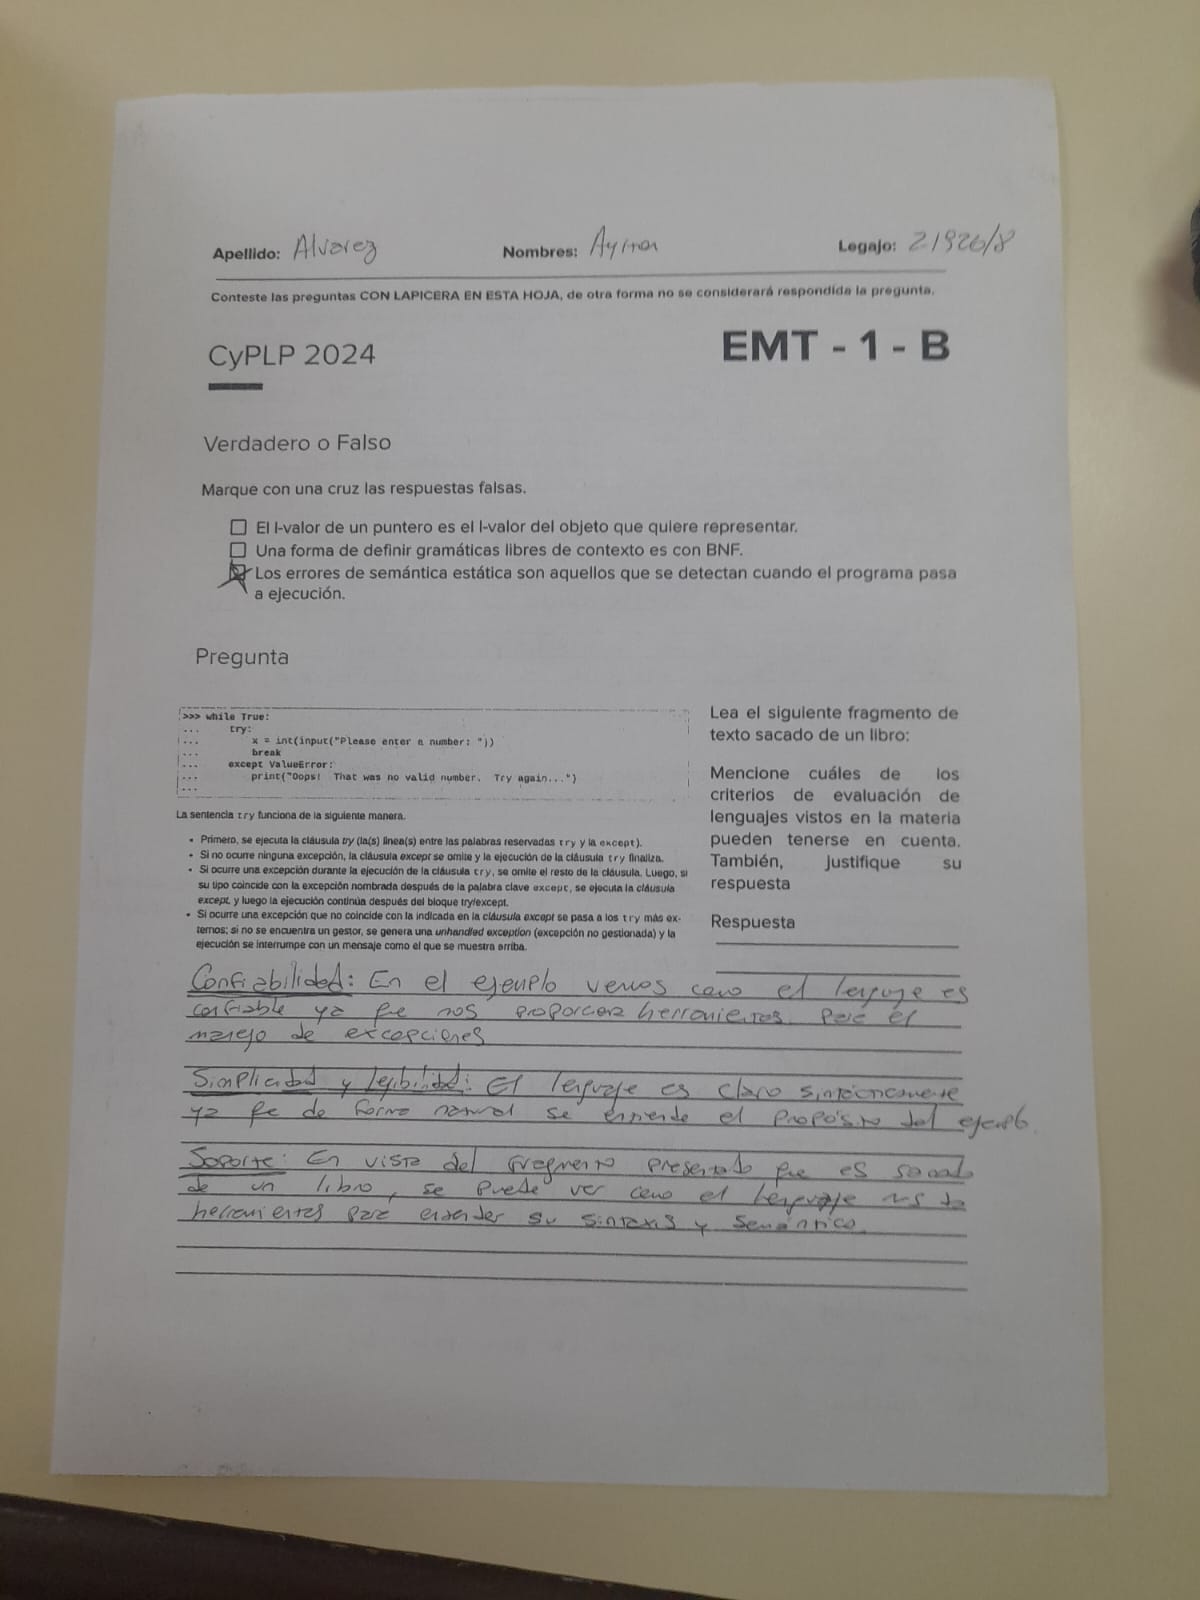 Apellido: Alvarez Nombres: Legajo: 21926/8
Conteste las preguntas CON LAPICERA EN ESTA HOJA, de otra forma no se considerará respondida la pregunta.
CyPLP 2024
EMT - 1 - B
Verdadero o Falso
Marque con una cruz las respuestas falsas.
El l-valor de un puntero es el l-valor del objeto que quiere representar.
Una forma de definir gramáticas libres de contexto es con BNF.
Los errores de semántica estática son aquellos que se detectan cuando el programa pasa
a ejecución.
Pregunta
>>> while True:
... try:
... x = int(input("Please enter a number: "))
... break
... except ValueError:
... print("Oops! That was no valid number. Try again...")
...
La sentencia try funciona de la siguiente manera.
• Primero, se ejecuta la cláusula try (la(s) línea(s) entre las palabras reservadas try y la except).
• Si no ocurre ninguna excepción, la cláusula except se omite y la ejecución de la cláusula try finaliza.
• Si ocurre una excepción durante la ejecución de la cláusula try, se omite el resto de la cláusula. Luego, si
su tipo coincide con la excepción nombrada después de la palabra clave except, se ejecuta la cláusula
except, y luego la ejecución continúa después del bloque try/except.
• Si ocurre una excepción que no coincide con la indicada en la cláusula except se pasa a los try más ex-
ternos; si no se encuentra un gestor, se genera una unhandled exception (excepción no gestionada) y la
ejecución se interrumpe con un mensaje como el que se muestra arriba.
Lea el siguiente fragmento de
texto sacado de un libro:
Mencione cuáles de los
criterios de evaluación de
lenguajes vistos en la materia
pueden tenerse en cuenta.
También, justifique su
respuesta
Respuesta
Confiabilidad: En el ejemplo vemos como el lenguaje es
confiable ya que nos proporciona herramientas para el
manejo de excepciones
Simplicidad y legibilidad: El lenguaje es claro sintácticamente
ya que de forma natural se entiende el propósito del ejemplo.
Soporte: En vista del fragmento presentado que es sacado
de un libro, se puede ver como el lenguaje nos da
herramientas para entender su sintaxis y semántica.